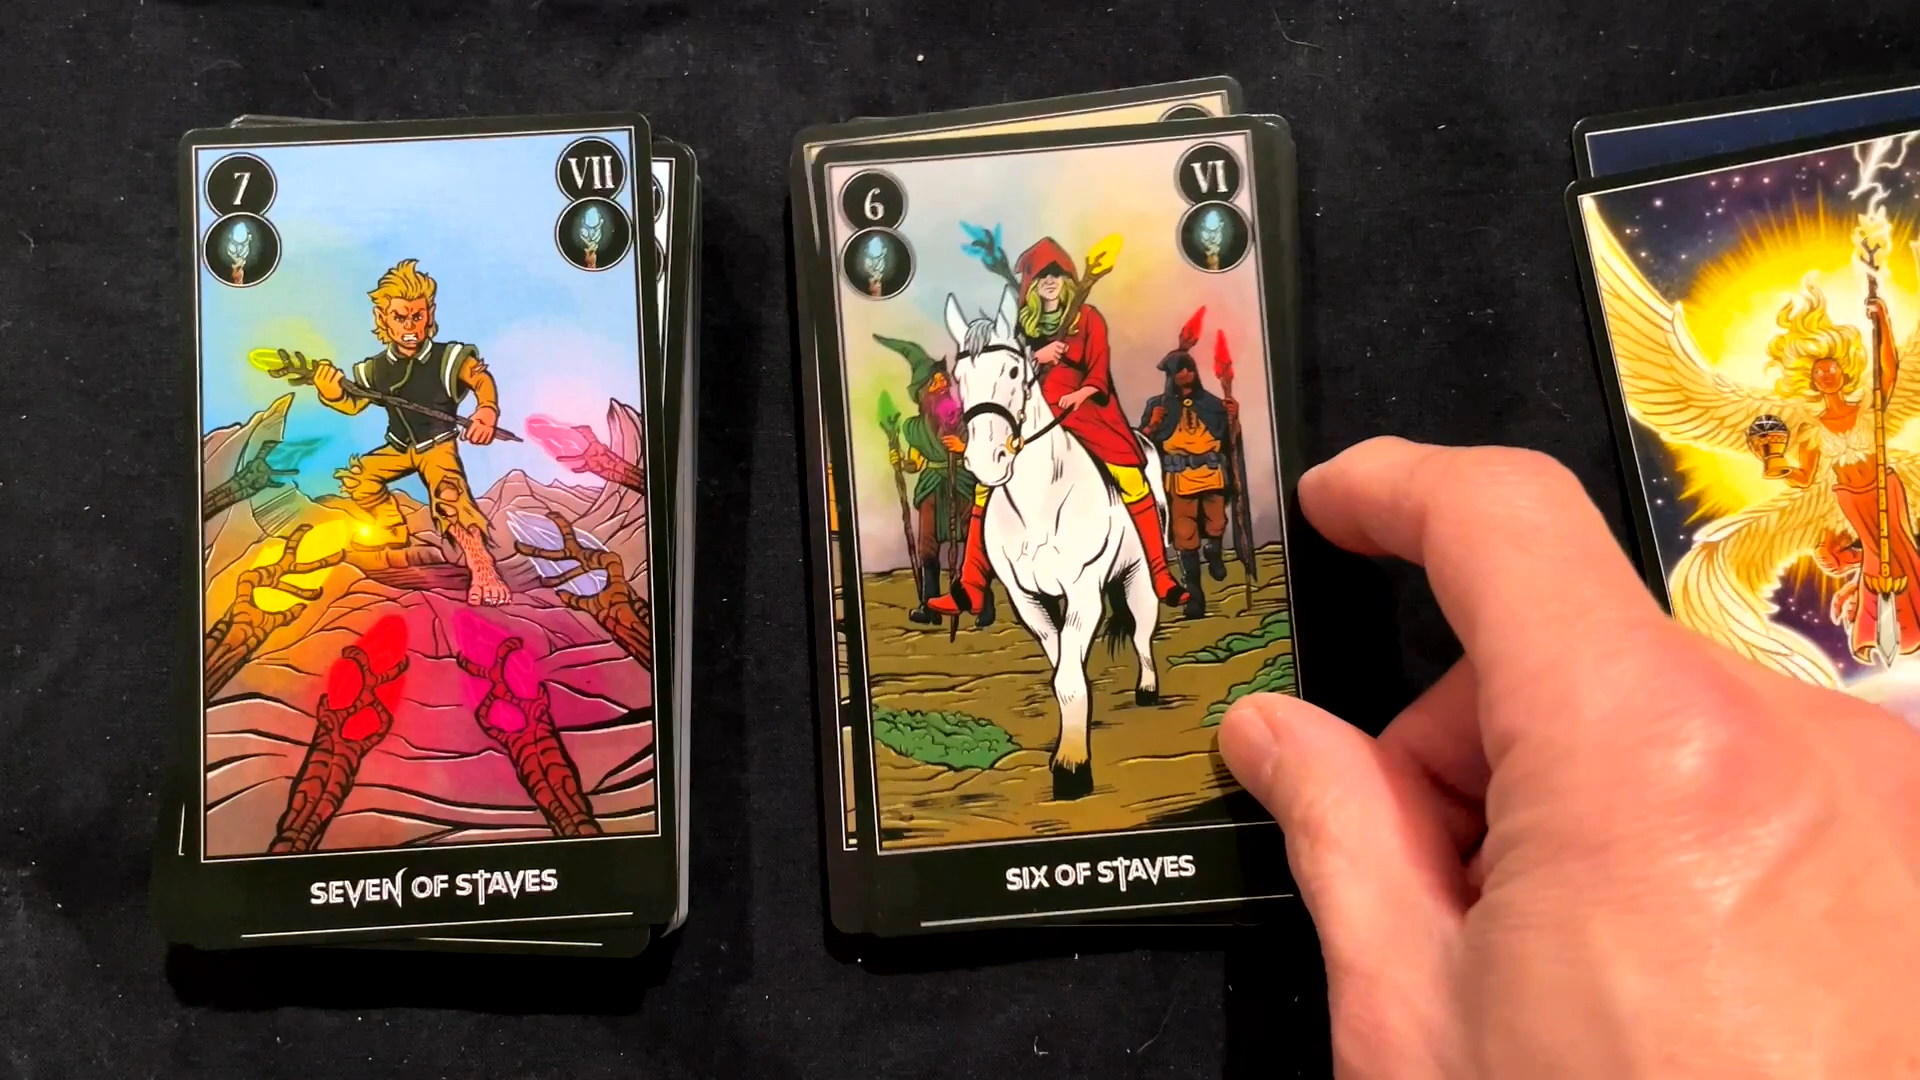 7
VII
SEVEN OF STAVES
6
VI
SIX OF STAVES